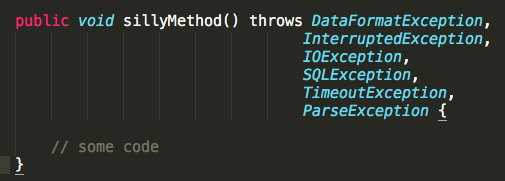 public void sillyMethod() throws DataFormatException,
InterruptedException,
IOException,
SQLException,
TimeoutException,
ParseException {
// some code
}